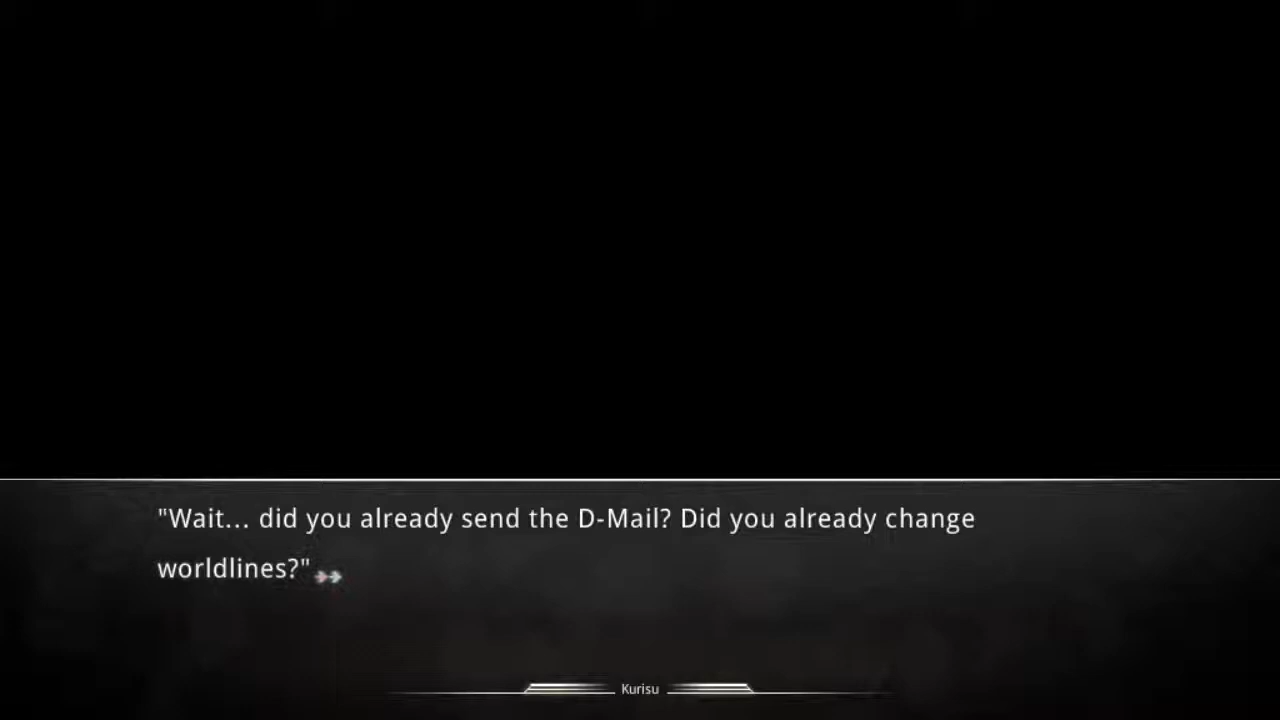 "Wait... did you already send the D-Mail? Did you already change
worldlines?"
Kurisu